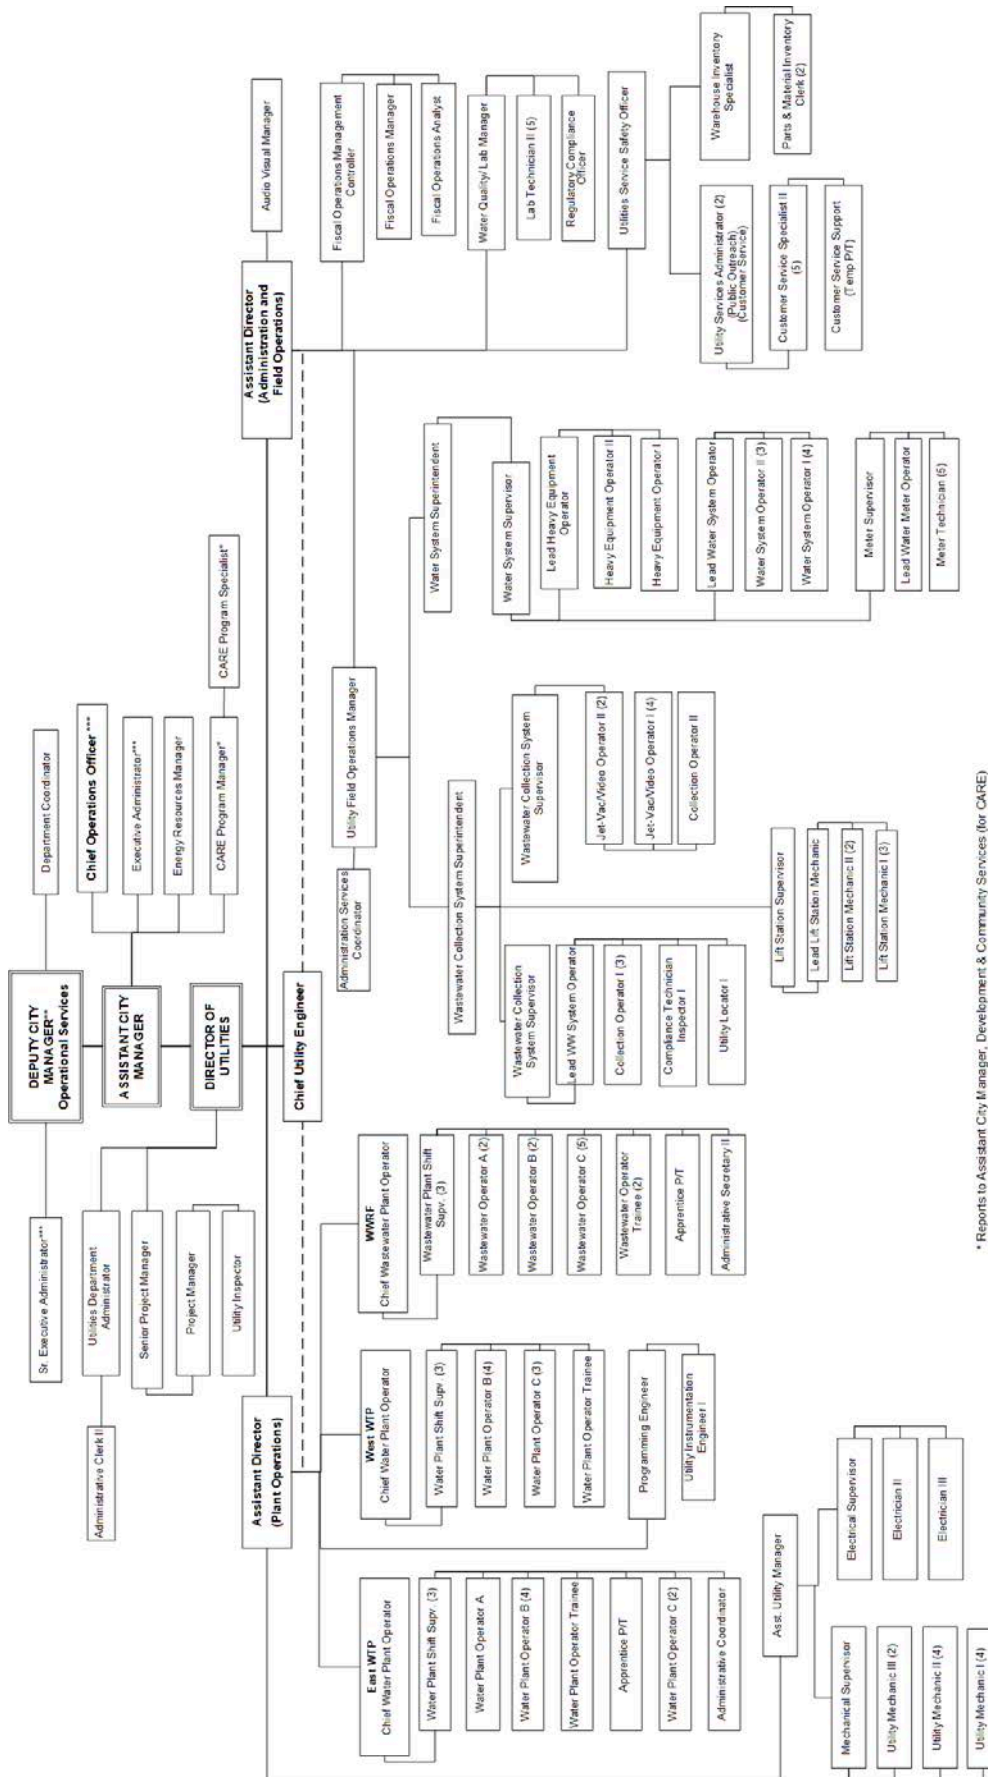 DEPUTY CITY
MANAGER**
Operational Services
Sr. Executive Administrator***
Department Coordinator
ASSISTANT CITY
MANAGER
Chief Operations Officer ***
Executive Administrator***
Energy Resources Manager
CARE Program Manager*
CARE Program Specialist*
DIRECTOR OF
UTILITIES
Utilities Department
Administrator
Administrative Clerk II
Senior Project Manager
Project Manager
Utility Inspector
Chief Utility Engineer
Assistant Director
(Plant Operations)
Assistant Director
(Administration and
Field Operations)
Audio Visual Manager
East WTP
Chief Water Plant Operator
Water Plant Shift Supv. (3)
Water Plant Operator A
Water Plant Operator B (4)
Water Plant Operator Trainee
Apprentice P/T
Water Plant Operator C (2)
Administrative Coordinator
West WTP
Chief Water Plant Operator
Water Plant Shift Supv. (3)
Water Plant Operator B (4)
Water Plant Operator C (3)
Water Plant Operator Trainee
Programming Engineer
Utility Instrumentation
Engineer I
WWRF
Chief Wastewater Plant Operator
Wastewater Plant Shift
Supv. (3)
Wastewater Operator A (2)
Wastewater Operator B (2)
Wastewater Operator C (5)
Wastewater Operator
Trainee (2)
Apprentice P/T
Administrative Secretary II
Asst. Utility Manager
Mechanical Supervisor
Utility Mechanic III (2)
Utility Mechanic II (4)
Utility Mechanic I (4)
Electrical Supervisor
Electrician II
Electrician III
Utility Field Operations Manager
Administration Services
Coordinator
Wastewater Collection System Superintendent
Wastewater Collection
System Supervisor
Lead WW System Operator
Collection Operator I (3)
Compliance Technician
Inspector I
Utility Locator I
Wastewater Collection System
Supervisor
Jet-Vac/Video Operator II (2)
Jet-Vac/Video Operator I (4)
Collection Operator II
Lift Station Supervisor
Lead Lift Station Mechanic
Lift Station Mechanic II (2)
Lift Station Mechanic I (3)
Water System Superintendent
Water System Supervisor
Lead Heavy Equipment
Operator
Heavy Equipment Operator II
Heavy Equipment Operator I
Lead Water System Operator
Water System Operator II (3)
Water System Operator I (4)
Meter Supervisor
Lead Water Meter Operator
Meter Technician (5)
Fiscal Operations Management
Controller
Fiscal Operations Manager
Fiscal Operations Analyst
Water Quality/ Lab Manager
Lab Technician II (5)
Regulatory Compliance
Officer
Utilities Service Safety Officer
Utility Services Administrator (2)
(Public Outreach)
(Customer Service)
Customer Service Specialist II
(5)
Customer Service Support
(Temp P/T)
Warehouse Inventory
Specialist
Parts & Material Inventory
Clerk (2)
* Reports to Assistant City Manager, Development & Community Services (for CARE)